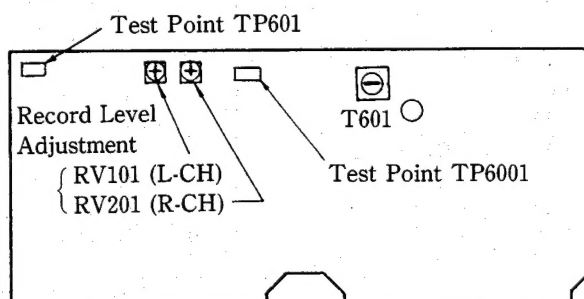 Test Point TP601
T601
Record Level
Adjustment
RV101 (L-CH)
RV201 (R-CH)
Test Point TP6001